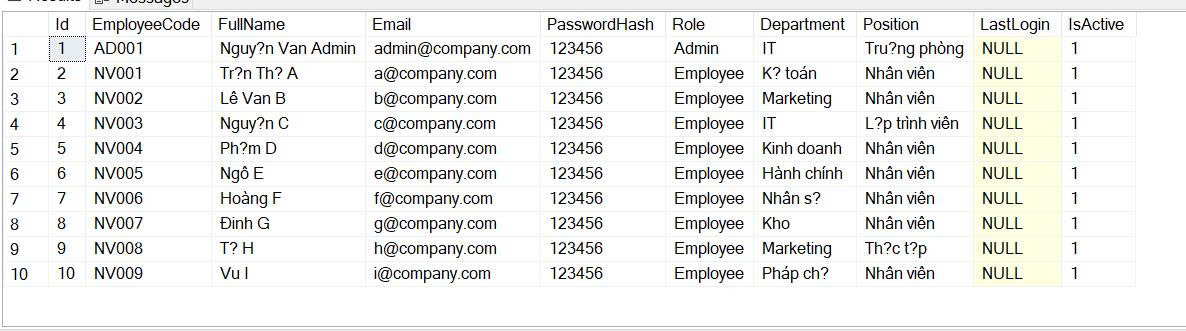 Results Messages
Id EmployeeCode FullName Email PasswordHash Role Department Position LastLogin IsActive
1 1 AD001 Nguy?n Van Admin admin@company.com 123456 Admin IT Tru?ng phòng NULL 1
2 2 NV001 Tr?n Th? A a@company.com 123456 Employee K? toán Nhân viên NULL 1
3 3 NV002 Lê Van B b@company.com 123456 Employee Marketing Nhân viên NULL 1
4 4 NV003 Nguy?n C c@company.com 123456 Employee IT L?p trình viên NULL 1
5 5 NV004 Ph?m D d@company.com 123456 Employee Kinh doanh Nhân viên NULL 1
6 6 NV005 Ngô E e@company.com 123456 Employee Hành chính Nhân viên NULL 1
7 7 NV006 Hoàng F f@company.com 123456 Employee Nhân s? Nhân viên NULL 1
8 8 NV007 Đinh G g@company.com 123456 Employee Kho Nhân viên NULL 1
9 9 NV008 T? H h@company.com 123456 Employee Marketing Th?c t?p NULL 1
10 10 NV009 Vu I i@company.com 123456 Employee Pháp ch? Nhân viên NULL 1